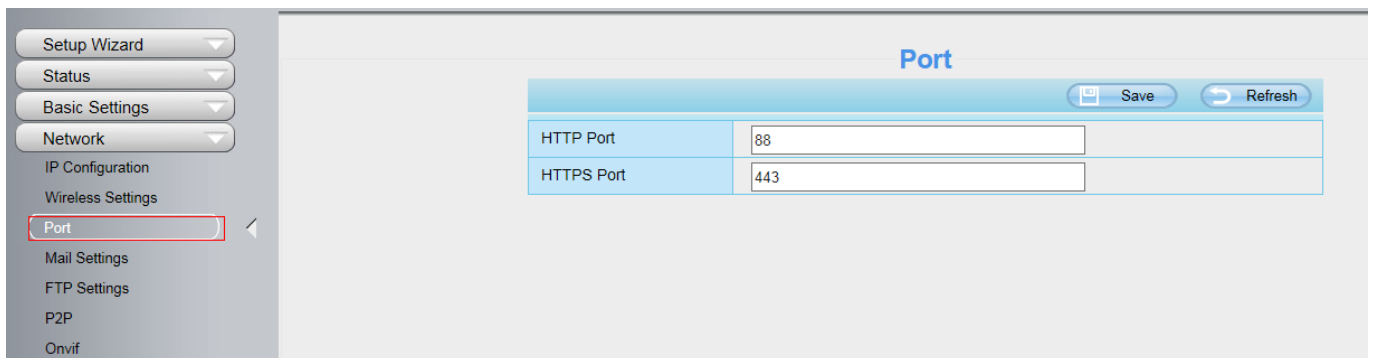 Setup Wizard
Status
Basic Settings
Network
IP Configuration
Wireless Settings
Port
Mail Settings
FTP Settings
P2P
Onvif
Port
Save Refresh
HTTP Port 88
HTTPS Port 443